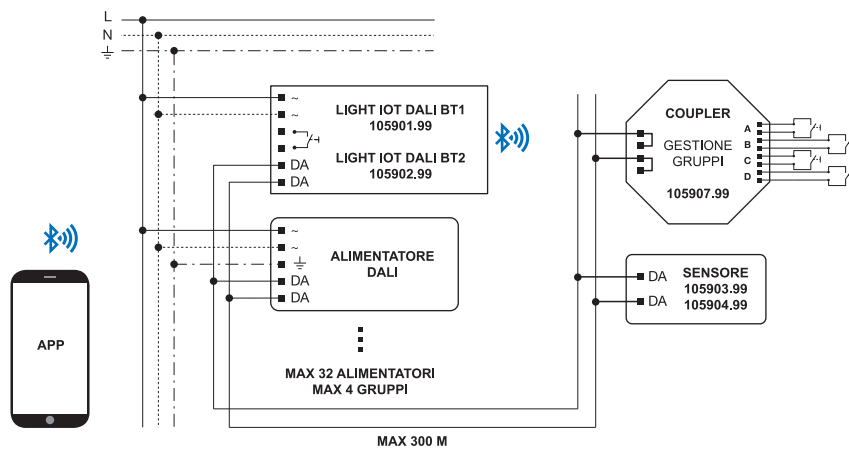 L
N
~
~
DA
DA
LIGHT IOT DALI BT1
105901.99
LIGHT IOT DALI BT2
105902.99
~
~
DA
DA
ALIMENTATORE
DALI
MAX 32 ALIMENTATORI
MAX 4 GRUPPI
MAX 300 M
APP
COUPLER
GESTIONE
GRUPPI
105907.99
A
B
C
D
DA
DA
SENSORE
105903.99
105904.99